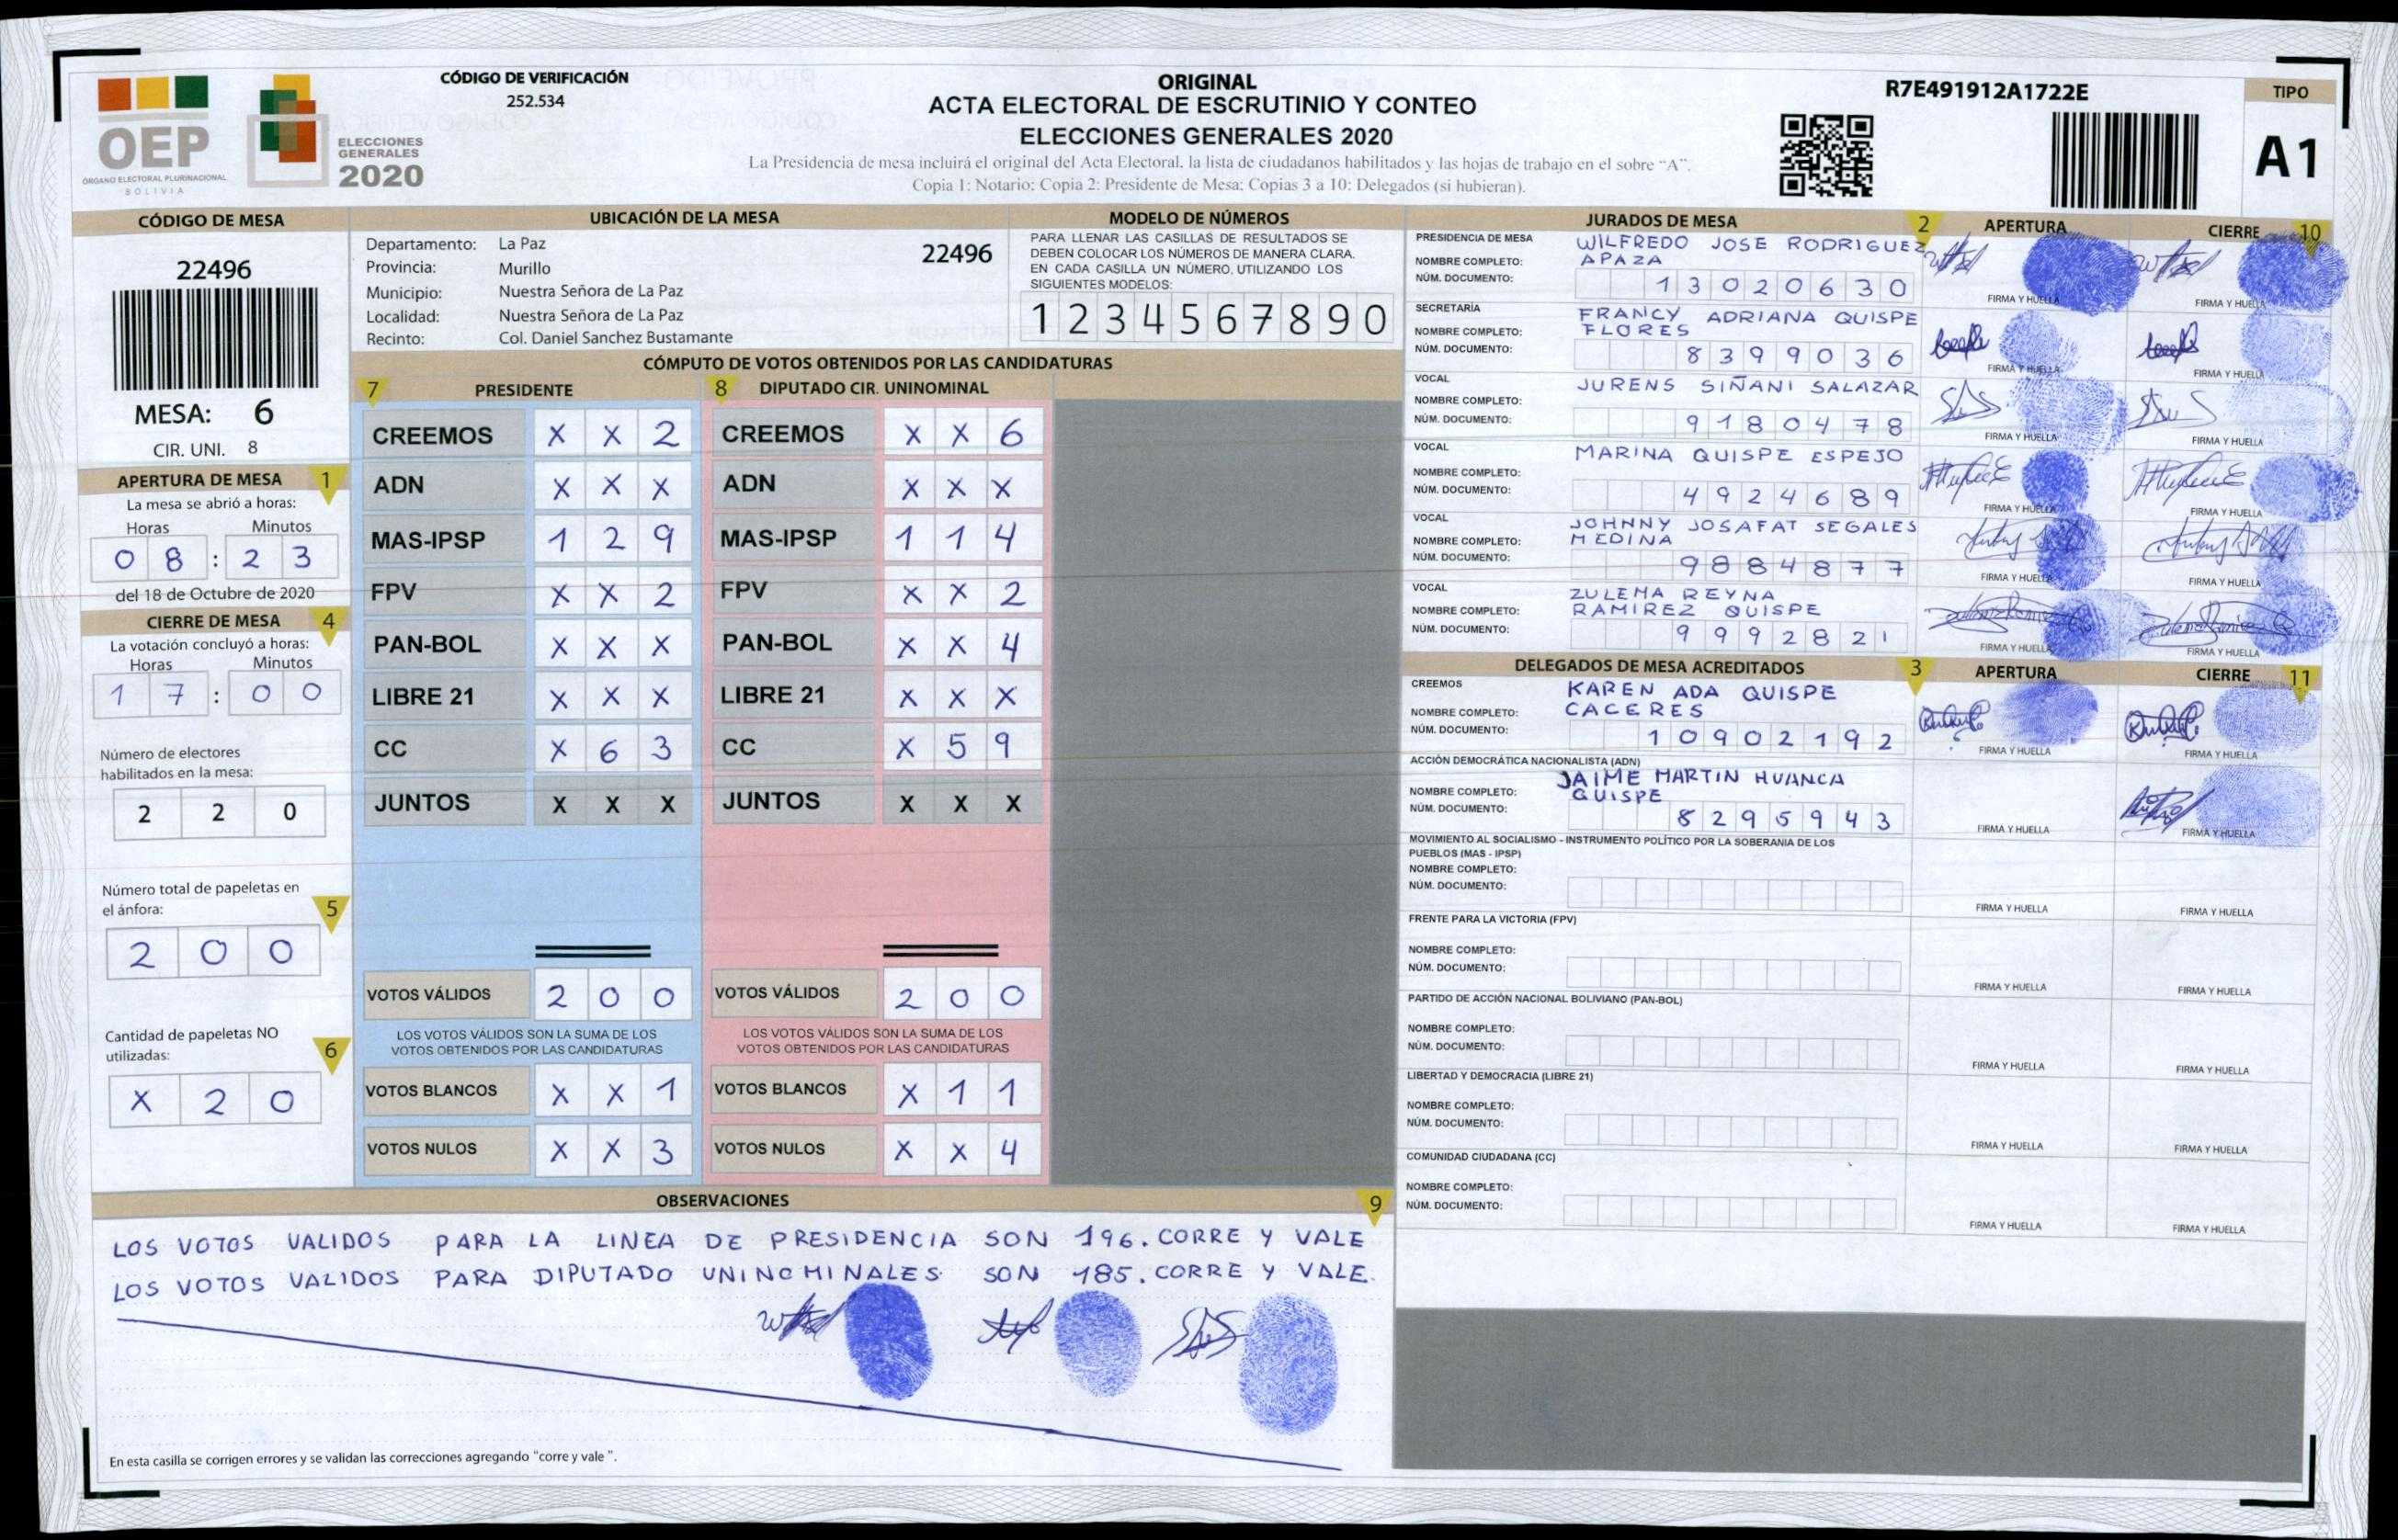 OEP
ÓRGANO ELECTORAL PLURINACIONAL
BOLIVIA
ELECCIONES
GENERALES
2020
CÓDIGO DE VERIFICACIÓN
252.534
ORIGINAL
ACTA ELECTORAL DE ESCRUTINIO Y CONTEO
ELECCIONES GENERALES 2020
La Presidencia de mesa incluirá el original del Acta Electoral, la lista de ciudadanos habilitados y las hojas de trabajo en el sobre “A”.
Copia 1: Notario; Copia 2: Presidente de Mesa; Copias 3 a 10: Delegados (si hubieran).
R7E491912A1722E
TIPO
A1
CÓDIGO DE MESA
22496
MESA: 6
CIR. UNI. 8
APERTURA DE MESA 1
La mesa se abrió a horas:
Horas Minutos
0 8 : 2 3
del 18 de Octubre de 2020
CIERRE DE MESA 4
La votación concluyó a horas:
Horas Minutos
1 7 : 0 0
Número de electores
habilitados en la mesa:
2 2 0
Número total de papeletas en
el ánfora: 5
2 0 0
Cantidad de papeletas NO
utilizadas: 6
X 2 0
UBICACIÓN DE LA MESA
Departamento: La Paz 22496
Provincia: Murillo
Municipio: Nuestra Señora de La Paz
Localidad: Nuestra Señora de La Paz
Recinto: Col. Daniel Sanchez Bustamante
MODELO DE NÚMEROS
PARA LLENAR LAS CASILLAS DE RESULTADOS SE
DEBEN COLOCAR LOS NÚMEROS DE MANERA CLARA.
EN CADA CASILLA UN NÚMERO, UTILIZANDO LOS
SIGUIENTES MODELOS:
1 2 3 4 5 6 7 8 9 0
CÓMPUTO DE VOTOS OBTENIDOS POR LAS CANDIDATURAS
7 PRESIDENTE 8 DIPUTADO CIR. UNINOMINAL
CREEMOS X X 2 CREEMOS X X 6
ADN X X X ADN X X X
MAS-IPSP 1 2 9 MAS-IPSP 1 1 4
FPV X X 2 FPV X X 2
PAN-BOL X X X PAN-BOL X X 4
LIBRE 21 X X X LIBRE 21 X X X
CC X 6 3 CC X 5 9
JUNTOS X X X JUNTOS X X X
VOTOS VÁLIDOS 2 0 0 VOTOS VÁLIDOS 2 0 0
LOS VOTOS VÁLIDOS SON LA SUMA DE LOS LOS VOTOS VÁLIDOS SON LA SUMA DE LOS
VOTOS OBTENIDOS POR LAS CANDIDATURAS VOTOS OBTENIDOS POR LAS CANDIDATURAS
VOTOS BLANCOS X X 1 VOTOS BLANCOS X 1 1
VOTOS NULOS X X 3 VOTOS NULOS X X 4
OBSERVACIONES 9
LOS VOTOS VALIDOS PARA LA LINEA DE PRESIDENCIA SON 196. CORRE Y VALE
LOS VOTOS VALIDOS PARA DIPUTADO UNINOMINALES SON 185. CORRE Y VALE.
En esta casilla se corrigen errores y se validan las correcciones agregando “corre y vale ”.
JURADOS DE MESA 2 APERTURA CIERRE 10
PRESIDENCIA DE MESA WILFREDO JOSE RODRIGUEZ
NOMBRE COMPLETO: APAZA
NÚM. DOCUMENTO: 1 3 0 2 0 6 3 0
FIRMA Y HUELLA FIRMA Y HUELLA
SECRETARÍA FRANCY ADRIANA QUISPE
NOMBRE COMPLETO: FLORES
NÚM. DOCUMENTO: 8 3 9 9 0 3 6
FIRMA Y HUELLA FIRMA Y HUELLA
VOCAL JURENS SIÑANI SALAZAR
NOMBRE COMPLETO:
NÚM. DOCUMENTO: 9 1 8 0 4 7 8
FIRMA Y HUELLA FIRMA Y HUELLA
VOCAL MARINA QUISPE ESPEJO
NOMBRE COMPLETO:
NÚM. DOCUMENTO: 4 9 2 4 6 8 9
FIRMA Y HUELLA FIRMA Y HUELLA
VOCAL JOHNNY JOSAFAT SEGALES
NOMBRE COMPLETO: MEDINA
NÚM. DOCUMENTO: 9 8 8 4 8 7 7
FIRMA Y HUELLA FIRMA Y HUELLA
VOCAL ZULEMA REYNA
NOMBRE COMPLETO: RAMIREZ QUISPE
NÚM. DOCUMENTO: 9 9 9 2 8 2 1
FIRMA Y HUELLA FIRMA Y HUELLA
DELEGADOS DE MESA ACREDITADOS 3 APERTURA CIERRE 11
CREEMOS KAREN ADA QUISPE
NOMBRE COMPLETO: CACERES
NÚM. DOCUMENTO: 1 0 9 0 2 1 9 2
FIRMA Y HUELLA FIRMA Y HUELLA
ACCIÓN DEMOCRÁTICA NACIONALISTA (ADN)
JAIME MARTIN HUANCA
NOMBRE COMPLETO: QUISPE
NÚM. DOCUMENTO: 8 2 9 5 9 4 3
FIRMA Y HUELLA FIRMA Y HUELLA
MOVIMIENTO AL SOCIALISMO - INSTRUMENTO POLÍTICO POR LA SOBERANIA DE LOS
PUEBLOS (MAS - IPSP)
NOMBRE COMPLETO:
NÚM. DOCUMENTO:
FIRMA Y HUELLA FIRMA Y HUELLA
FRENTE PARA LA VICTORIA (FPV)
NOMBRE COMPLETO:
NÚM. DOCUMENTO:
FIRMA Y HUELLA FIRMA Y HUELLA
PARTIDO DE ACCIÓN NACIONAL BOLIVIANO (PAN-BOL)
NOMBRE COMPLETO:
NÚM. DOCUMENTO:
FIRMA Y HUELLA FIRMA Y HUELLA
LIBERTAD Y DEMOCRACIA (LIBRE 21)
NOMBRE COMPLETO:
NÚM. DOCUMENTO:
FIRMA Y HUELLA FIRMA Y HUELLA
COMUNIDAD CIUDADANA (CC)
NOMBRE COMPLETO:
NÚM. DOCUMENTO:
FIRMA Y HUELLA FIRMA Y HUELLA